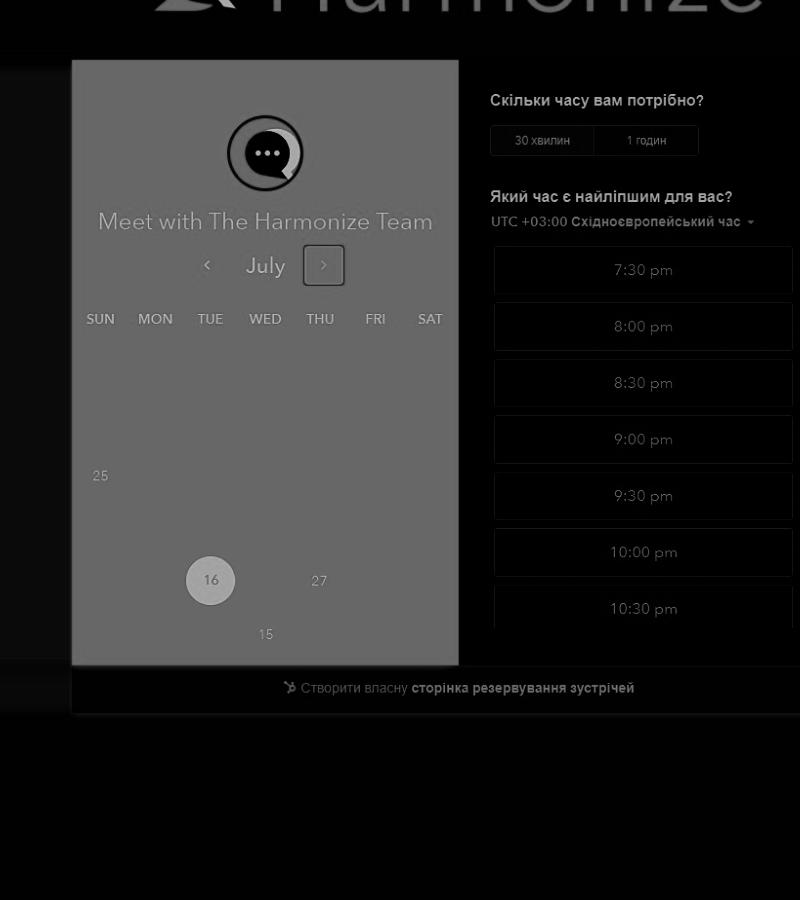 Harmonize
Meet with The Harmonize Team
July
SUN MON TUE WED THU FRI SAT
25
16 27
15
Скільки часу вам потрібно?
30 хвилин 1 годин
Який час є найліпшим для вас?
UTC +03:00 Східноєвропейський час
7:30 pm
8:00 pm
8:30 pm
9:00 pm
9:30 pm
10:00 pm
10:30 pm
Створити власну сторінка резервування зустрічей